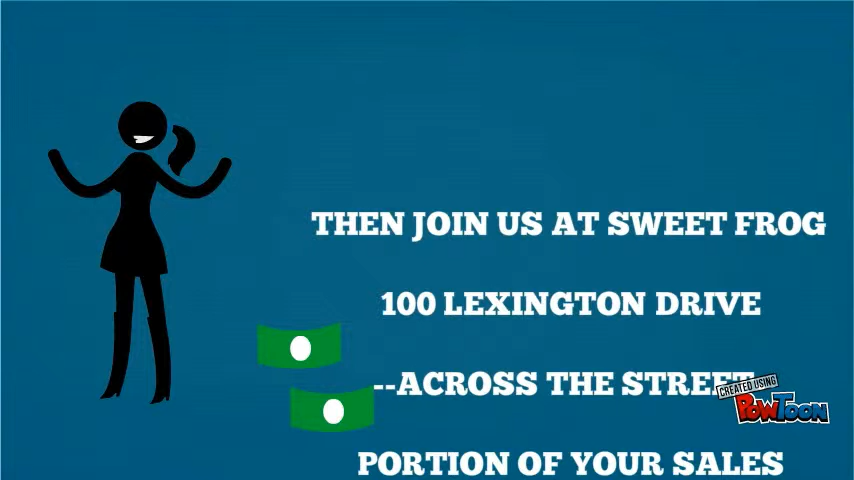 THEN JOIN US AT SWEET FROG
100 LEXINGTON DRIVE
--ACROSS THE STREET
CREATED USING
POWTOON
PORTION OF YOUR SALES